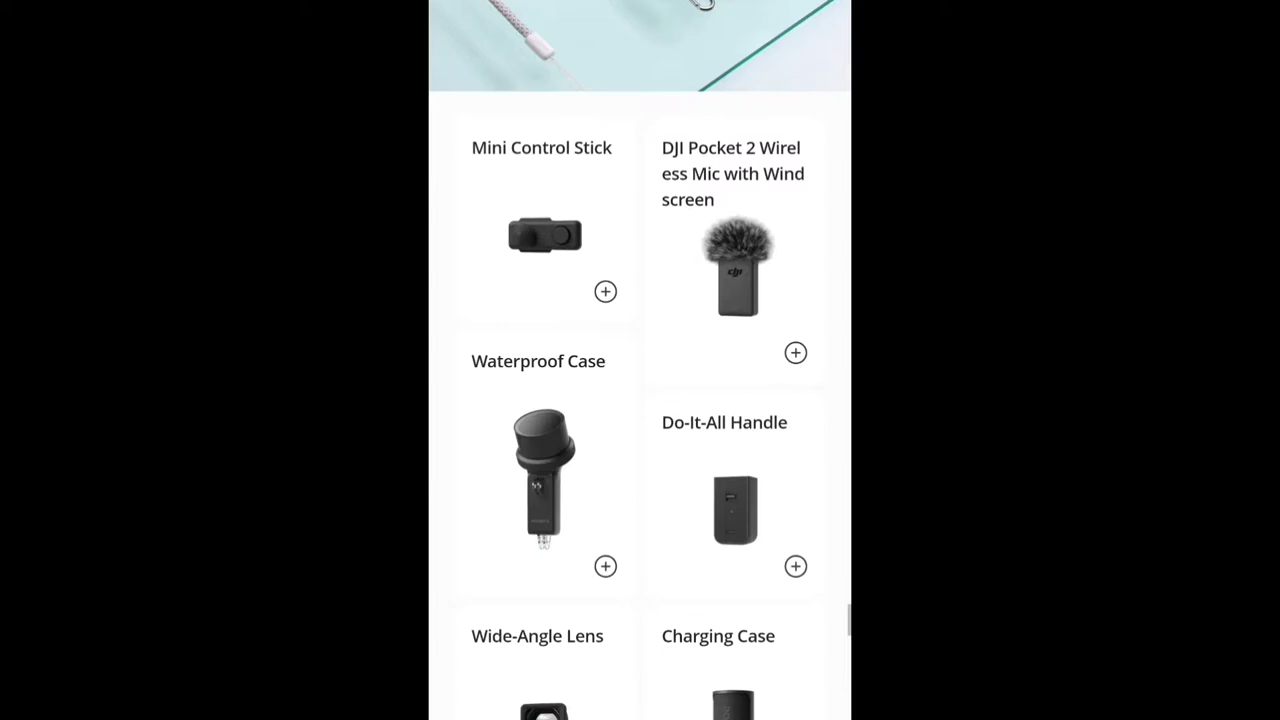 Mini Control Stick
DJI Pocket 2 Wirel
ess Mic with Wind
screen
dji
Waterproof Case
Do-It-All Handle
Wide-Angle Lens
Charging Case